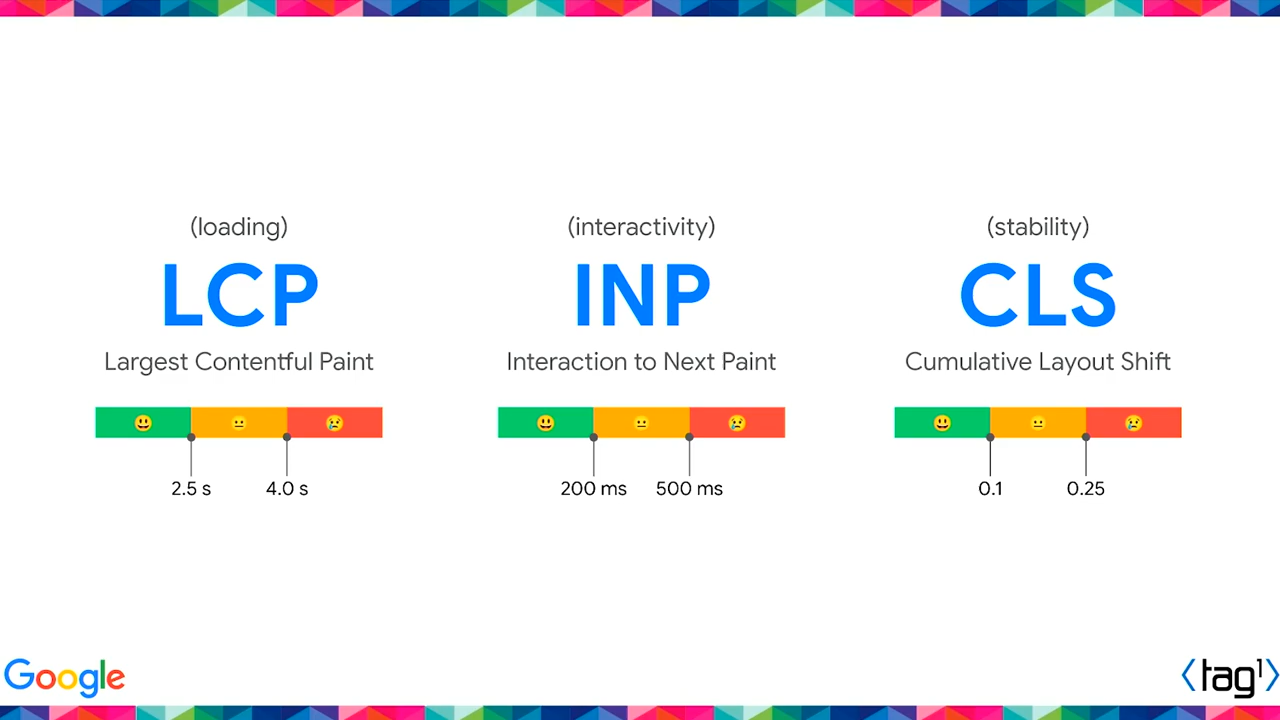 (loading)
LCP
Largest Contentful Paint
2.5 s
4.0 s
(interactivity)
INP
Interaction to Next Paint
200 ms
500 ms
(stability)
CLS
Cumulative Layout Shift
0.1
0.25
Google
<tag1>